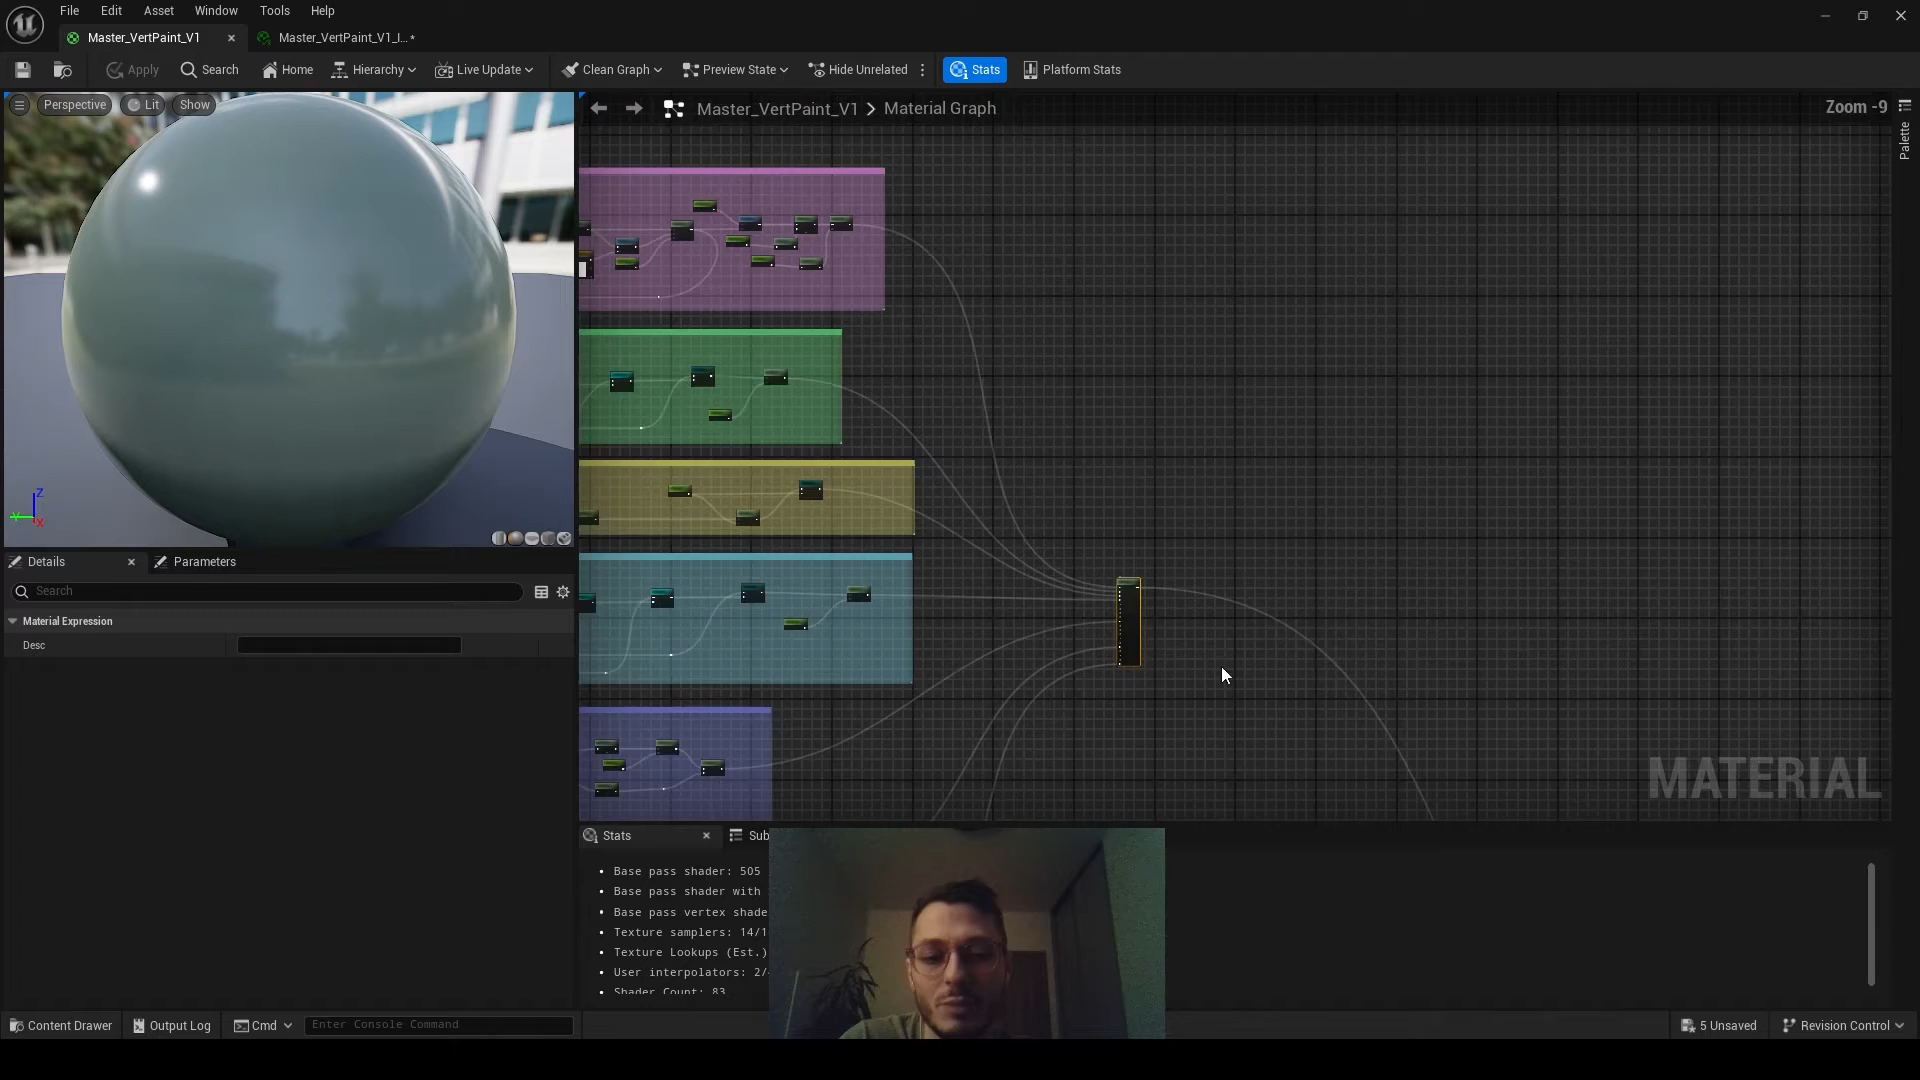 File Edit Asset Window Tools Help
Master_VertPaint_V1 Master_VertPaint_V1_I...*
Apply Search Home Hierarchy Live Update Clean Graph Preview State Hide Unrelated Stats Platform Stats
Perspective Lit Show
Master_VertPaint_V1 > Material Graph
Zoom -9
Palette
Z
Y
X
Details Parameters
Search
Material Expression
Desc
MATERIAL
Stats Sub
Base pass shader: 505
Base pass shader with
Base pass vertex shade
Texture samplers: 14/1
Texture Lookups (Est.)
User interpolators: 2/
Shader Count: 83
Content Drawer Output Log Cmd Enter Console Command 5 Unsaved Revision Control